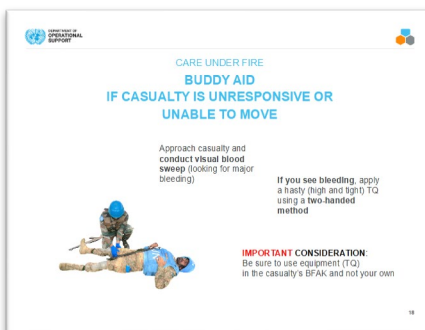 DEPARTMENT OF
OPERATIONAL
SUPPORT
CARE UNDER FIRE
BUDDY AID
IF CASUALTY IS UNRESPONSIVE OR
UNABLE TO MOVE
Approach casualty and
conduct visual blood
sweep (looking for major
bleeding)
If you see bleeding, apply
a hasty (high and tight) TQ
using a two-handed
method
IMPORTANT CONSIDERATION:
Be sure to use equipment (TQ)
in the casualty's BFAK and not your own
18